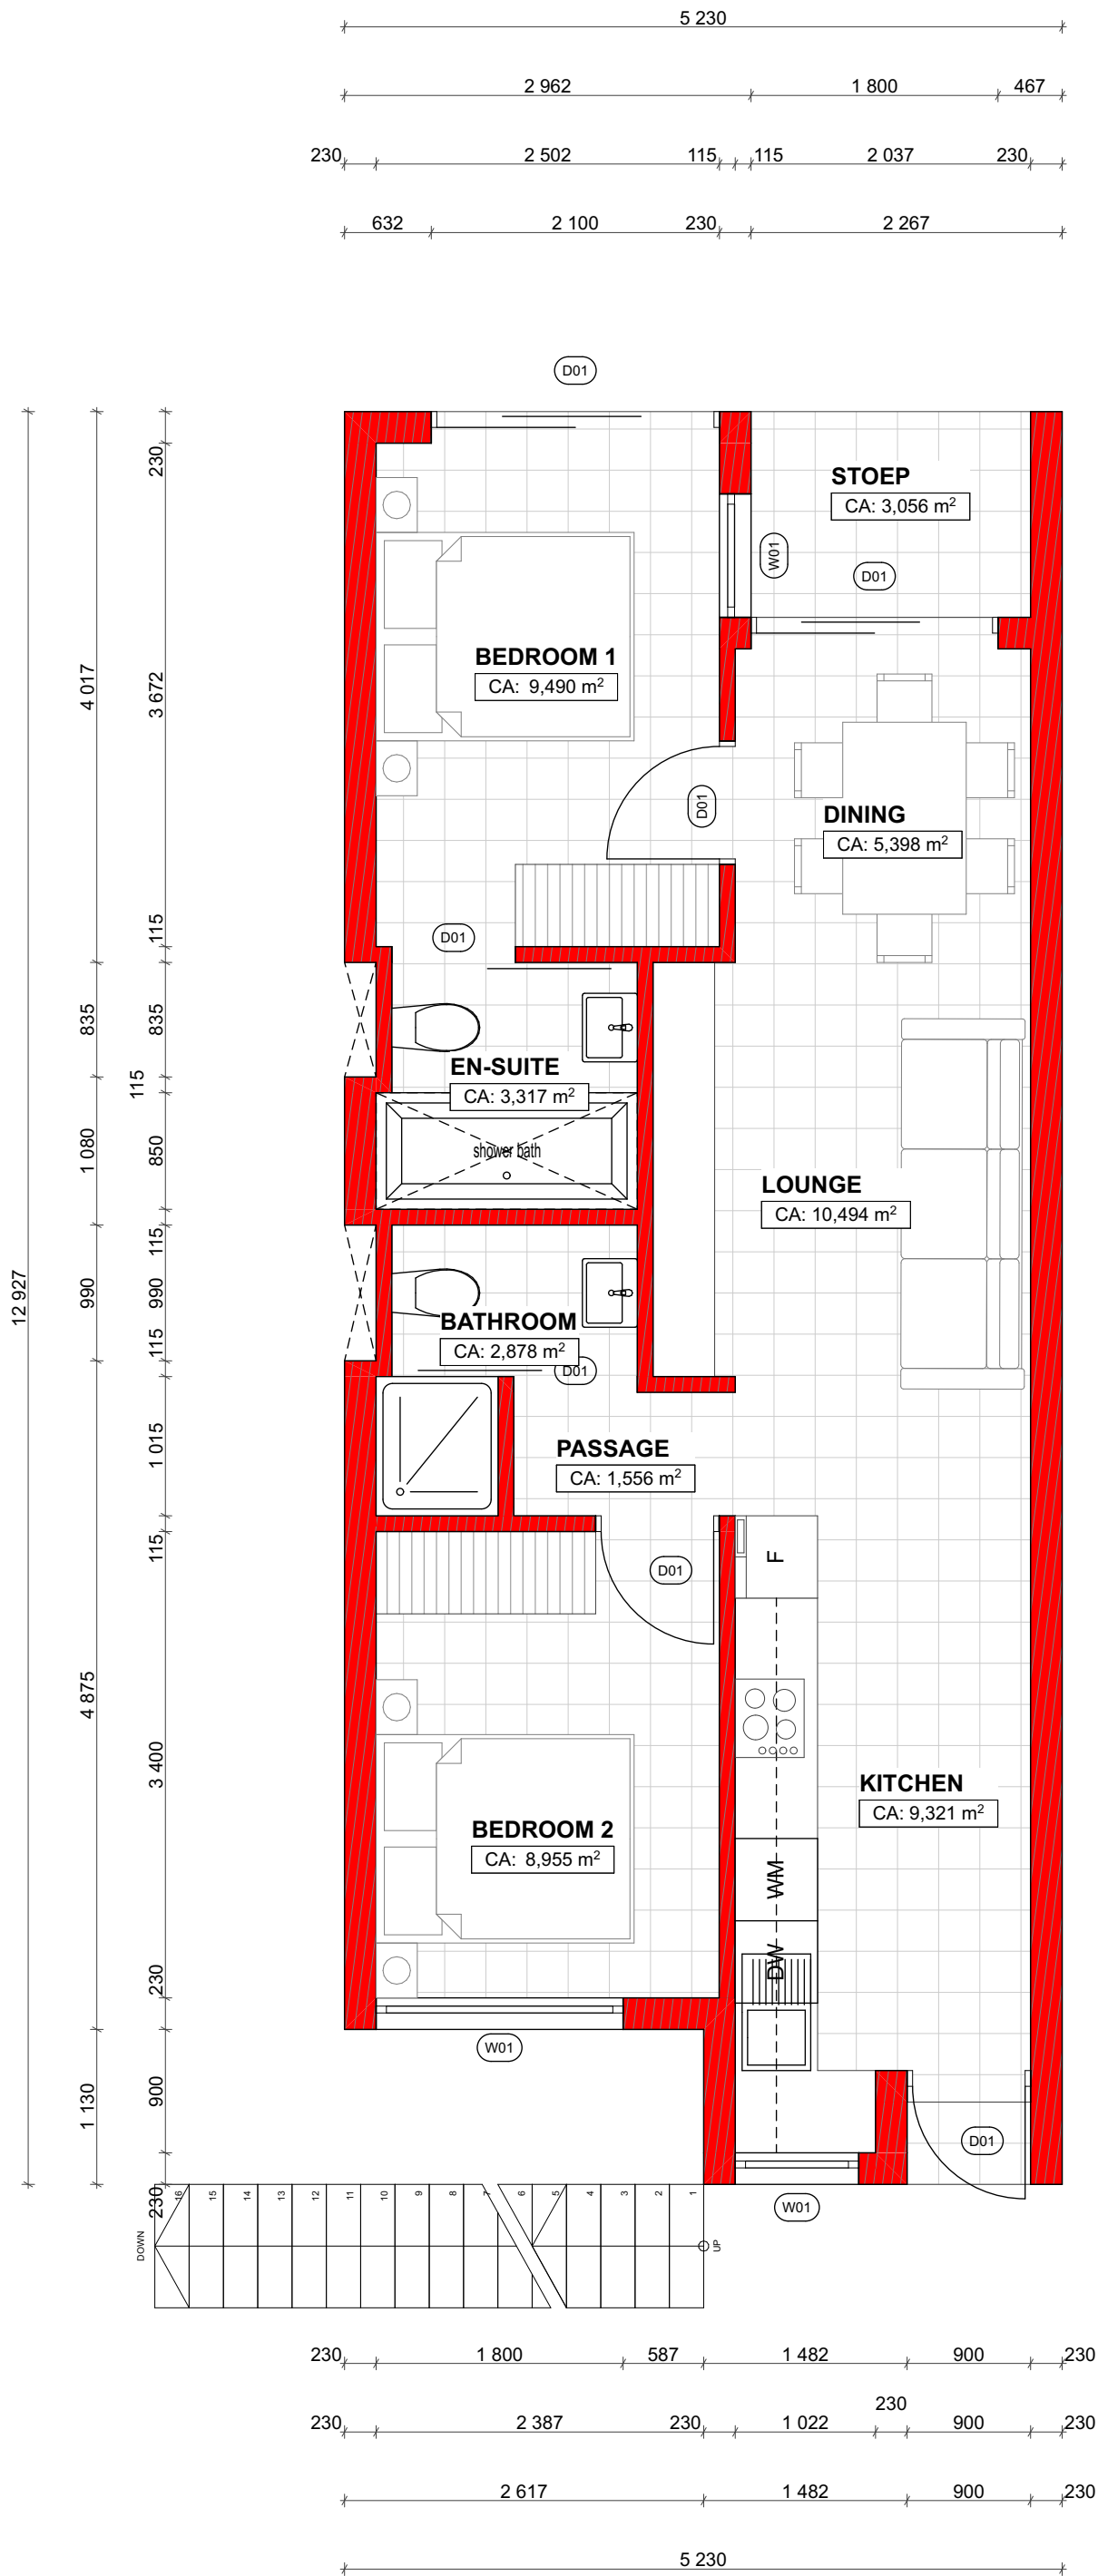 5 230
2 962 1 800 467
230 2 502 115 115 2 037 230
632 2 100 230 2 267
D01
230
STOEP
CA: 3,056 m²
W01
D01
BEDROOM 1
CA: 9,490 m²
4 017
3 672
D01
DINING
CA: 5,398 m²
115
D01
835
835
EN-SUITE
CA: 3,317 m²
115
1 080
850
shower bath
LOUNGE
CA: 10,494 m²
115
12 927
990
990
BATHROOM
CA: 2,878 m²
115
D01
1 015
PASSAGE
CA: 1,556 m²
115
D01
F
4 875
3 400
KITCHEN
CA: 9,321 m²
BEDROOM 2
CA: 8,955 m²
WM
DW
230
W01
1 130
900
D01
230
W01
16 15 14 13 12 11 10 9 8 7 6 5 4 3 2 1
DOWN
UP
230 1 800 587 1 482 900 230
230
230 2 387 230 1 022 900 230
2 617 1 482 900 230
5 230